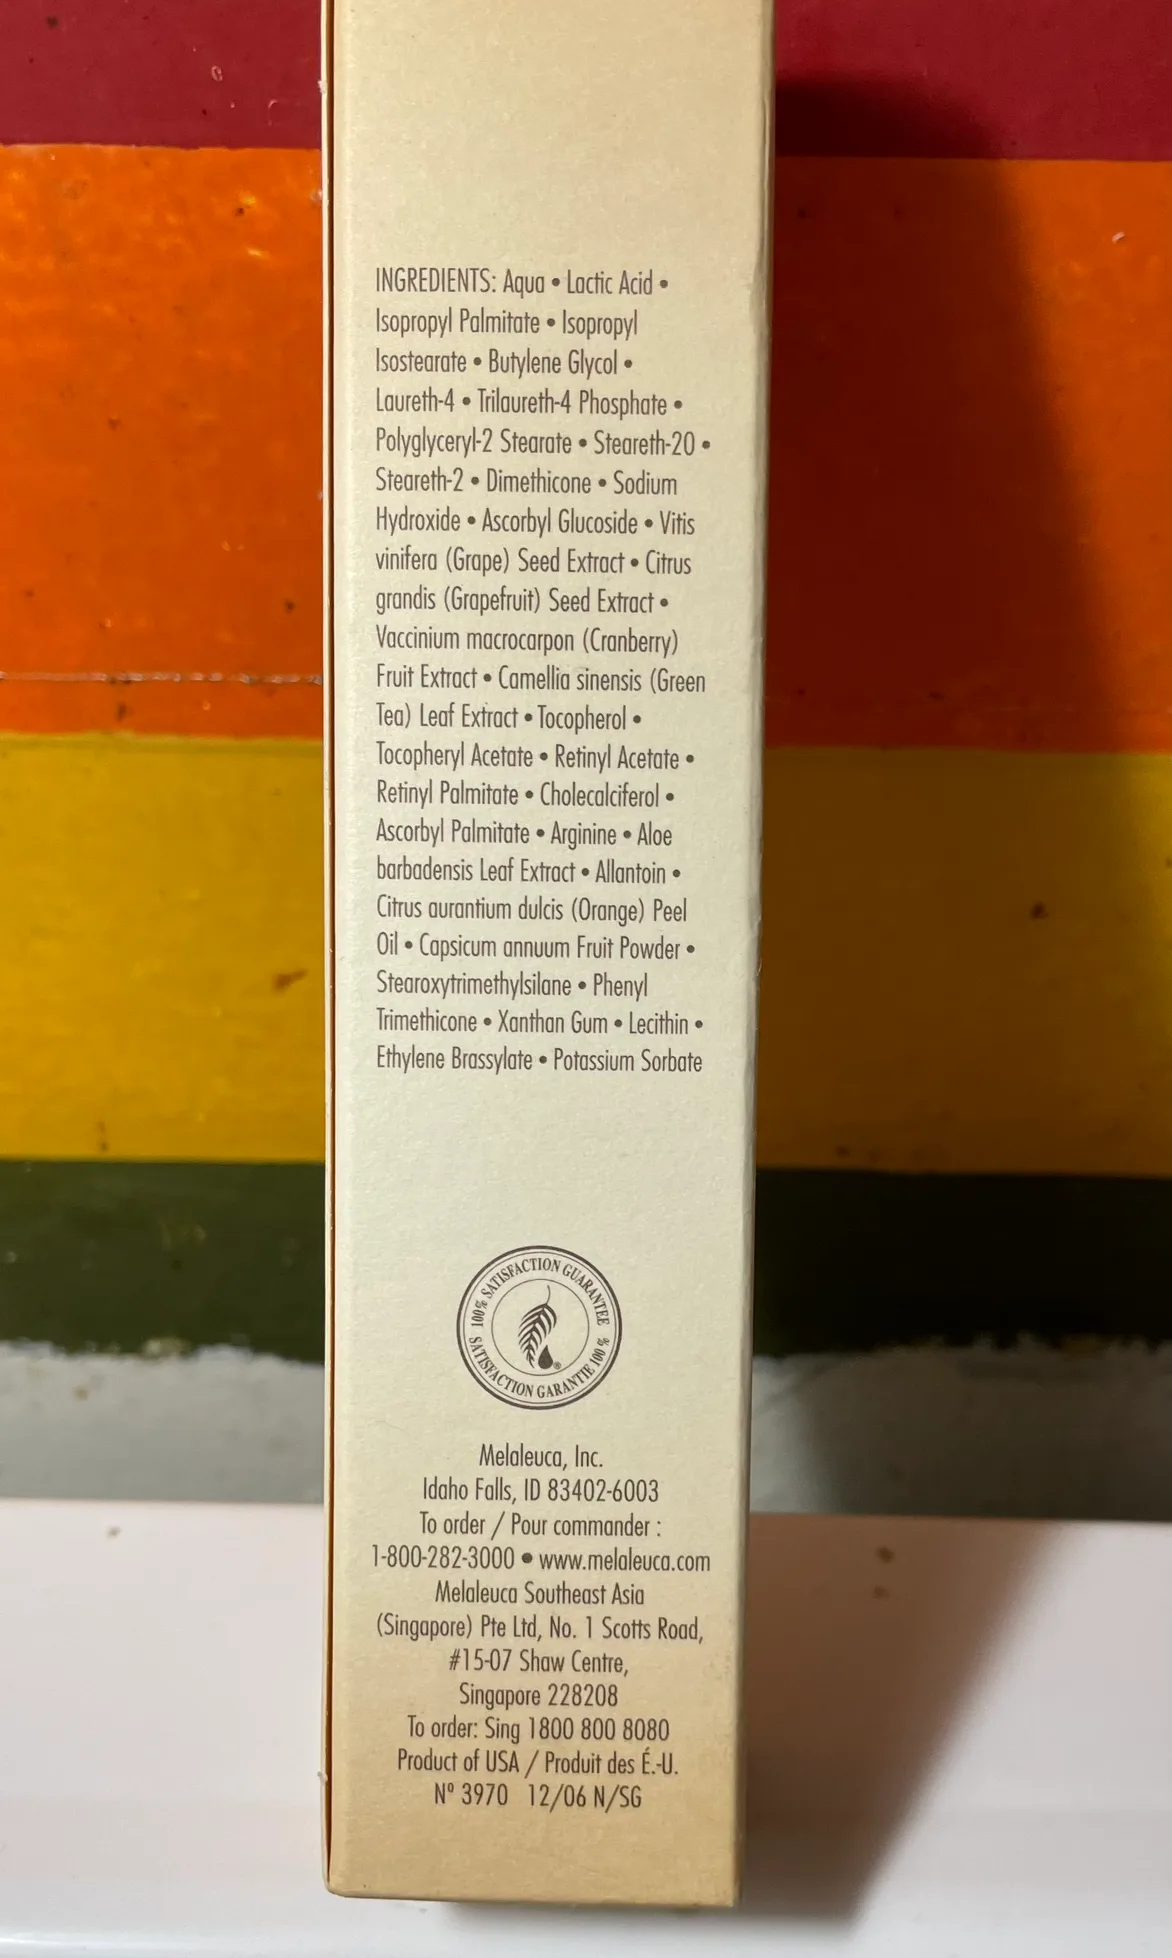 INGREDIENTS: Aqua • Lactic Acid •
Isopropyl Palmitate • Isopropyl
Isostearate • Butylene Glycol •
Laureth-4 • Trilaureth-4 Phosphate •
Polyglyceryl-2 Stearate • Steareth-20 •
Steareth-2 • Dimethicone • Sodium
Hydroxide • Ascorbyl Glucoside • Vitis
vinifera (Grape) Seed Extract • Citrus
grandis (Grapefruit) Seed Extract •
Vaccinium macrocarpon (Cranberry)
Fruit Extract • Camellia sinensis (Green
Tea) Leaf Extract • Tocopherol •
Tocopheryl Acetate • Retinyl Acetate •
Retinyl Palmitate • Cholecalciferol •
Ascorbyl Palmitate • Arginine • Aloe
barbadensis Leaf Extract • Allantoin •
Citrus aurantium dulcis (Orange) Peel
Oil • Capsicum annuum Fruit Powder •
Stearoxytrimethylsilane • Phenyl
Trimethicone • Xanthan Gum • Lecithin •
Ethylene Brassylate • Potassium Sorbate
100% SATISFACTION GUARANTEE
SATISFACTION GARANTIE 100 %
®
Melaleuca, Inc.
Idaho Falls, ID 83402-6003
To order / Pour commander :
1-800-282-3000 • www.melaleuca.com
Melaleuca Southeast Asia
(Singapore) Pte Ltd, No. 1 Scotts Road,
#15-07 Shaw Centre,
Singapore 228208
To order: Sing 1800 800 8080
Product of USA / Produit des É.-U.
Nº 3970 12/06 N/SG